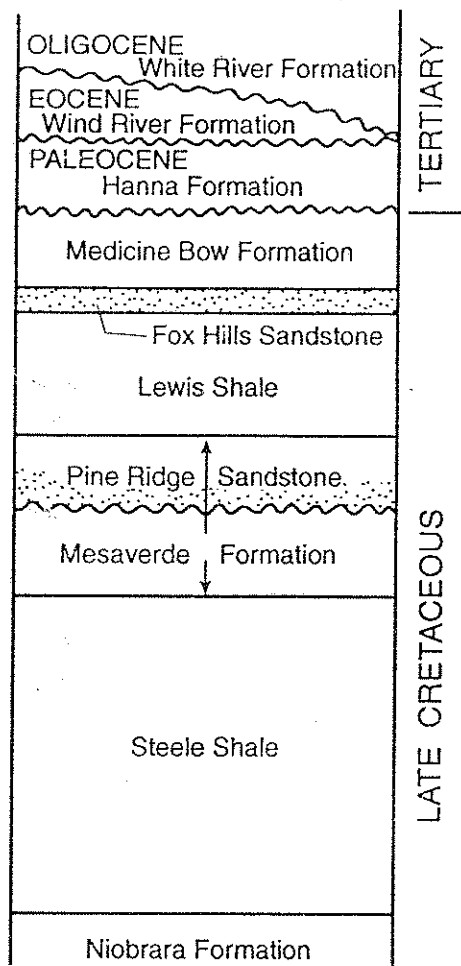 OLIGOCENE
White River Formation
EOCENE
Wind River Formation
PALEOCENE
Hanna Formation
TERTIARY
Medicine Bow Formation
Fox Hills Sandstone
Lewis Shale
Pine Ridge Sandstone
Mesaverde Formation
Steele Shale
Niobrara Formation
LATE CRETACEOUS